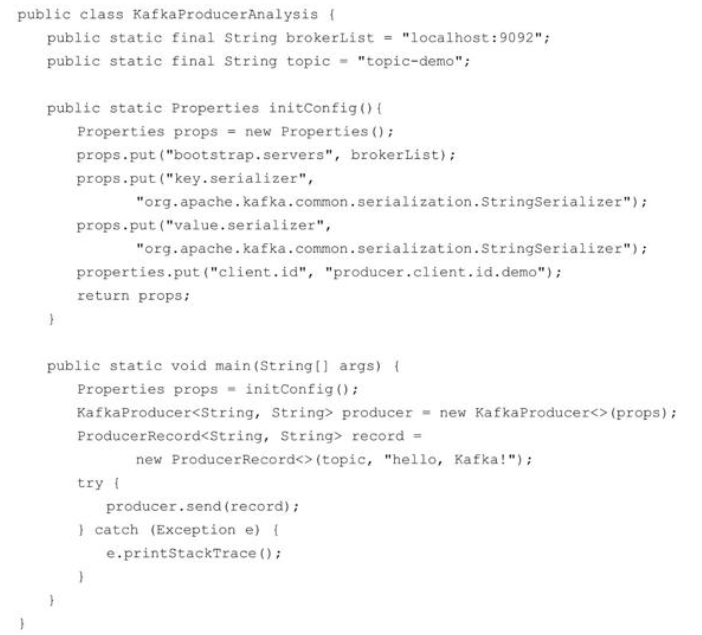 public class KafkaProducerAnalysis {
public static final String brokerList = "localhost:9092";
public static final String topic = "topic-demo";
public static Properties initConfig(){
Properties props = new Properties();
props.put("bootstrap.servers", brokerList);
props.put("key.serializer",
"org.apache.kafka.common.serialization.StringSerializer");
props.put("value.serializer",
"org.apache.kafka.common.serialization.StringSerializer");
properties.put("client.id", "producer.client.id.demo");
return props;
}
public static void main(String[] args) {
Properties props = initConfig();
KafkaProducer<String, String> producer = new KafkaProducer<>(props);
ProducerRecord<String, String> record =
new ProducerRecord<>(topic, "hello, Kafka!");
try {
producer.send(record);
} catch (Exception e) {
e.printStackTrace();
}
}
}